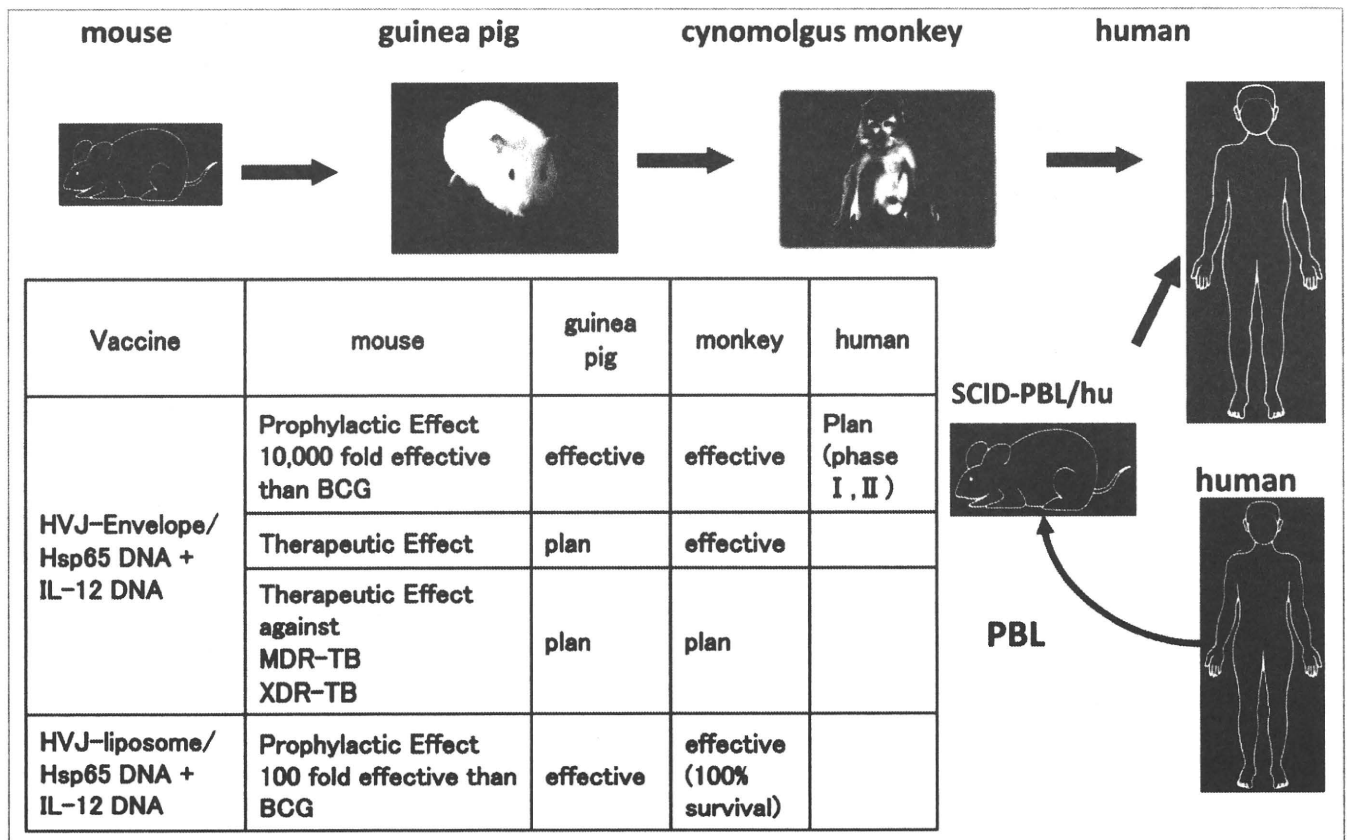 mouse
guinea pig
cynomolgus monkey
human
Vaccine
mouse
guinea
pig
monkey
human
HVJ-Envelope/
Hsp65 DNA +
IL-12 DNA
Prophylactic Effect
10,000 fold effective
than BCG
effective
effective
Plan
(phase
Ⅰ,Ⅱ)
Therapeutic Effect
plan
effective
Therapeutic Effect
against
MDR-TB
XDR-TB
plan
plan
HVJ-liposome/
Hsp65 DNA +
IL-12 DNA
Prophylactic Effect
100 fold effective than
BCG
effective
effective
(100%
survival)
SCID-PBL/hu
human
PBL